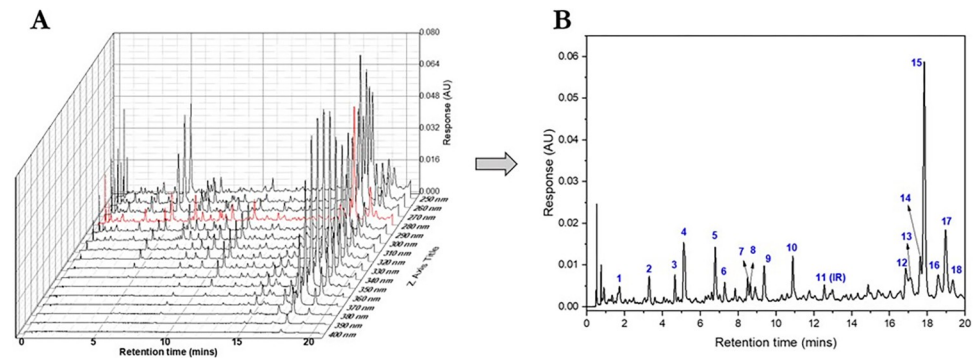 A
0.080
0.064
0.048
0.032
0.016
0.000
Response (AU)
250 nm
260 nm
270 nm
280 nm
290 nm
300 nm
310 nm
320 nm
330 nm
340 nm
350 nm
360 nm
370 nm
380 nm
390 nm
400 nm
Z Axis Title
0 5 10 15 20
Retention time (mins)
B
0.06
0.05
0.04
0.03
0.02
0.01
0.00
Response (AU)
1 2 3 4 5 6 7 8 9 10 11 (IR) 12 13 14 15 16 17 18
0 2 4 6 8 10 12 14 16 18 20
Retention time (mins)